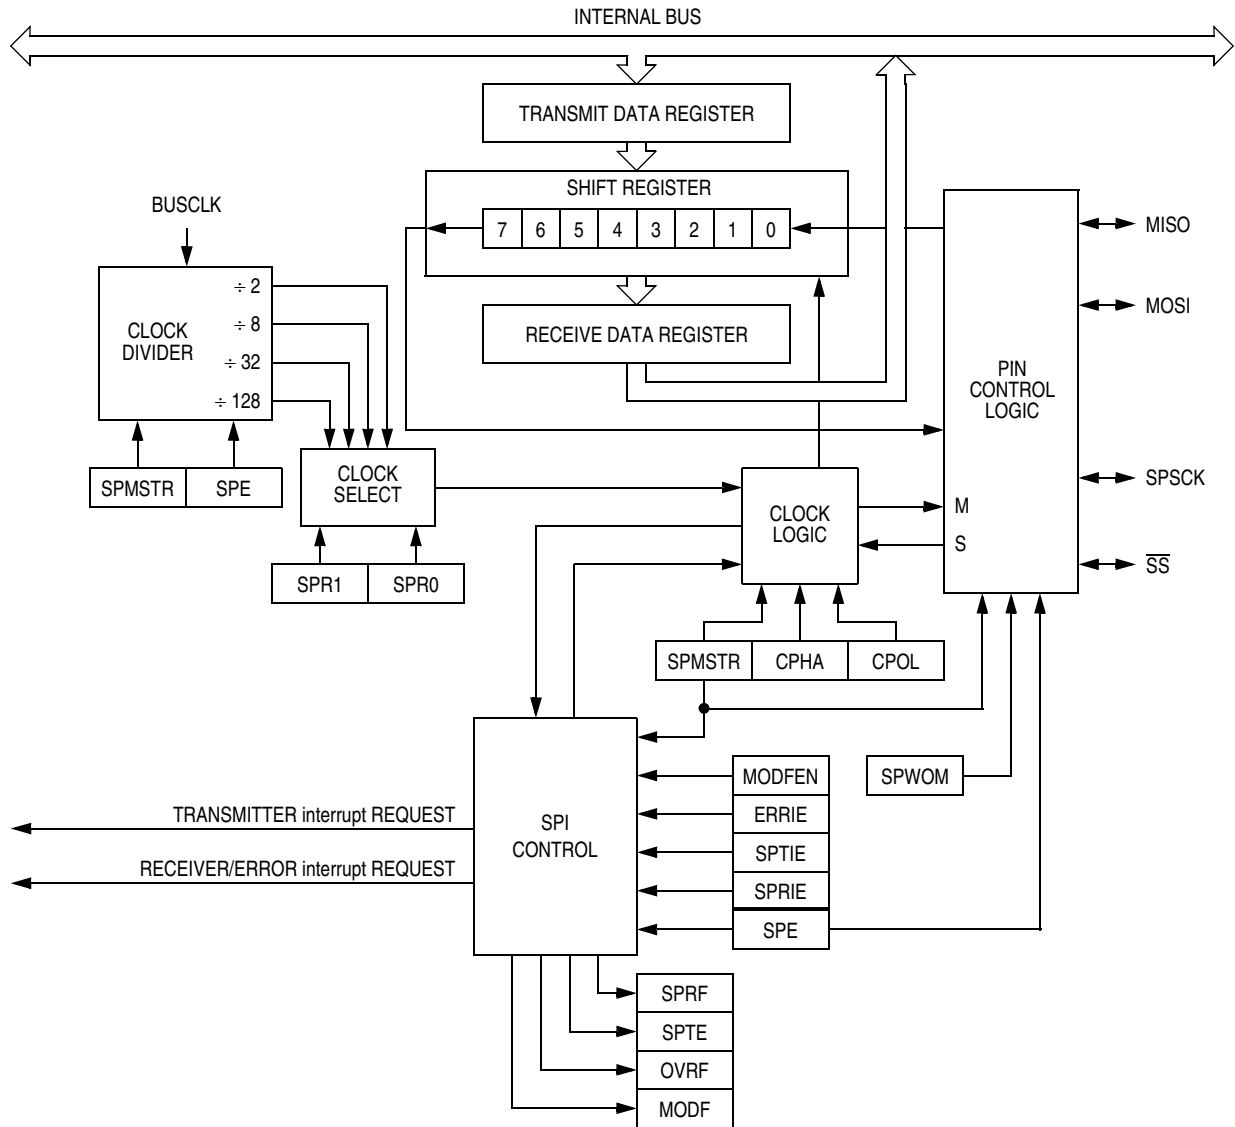 INTERNAL BUS
TRANSMIT DATA REGISTER
SHIFT REGISTER
7 6 5 4 3 2 1 0
RECEIVE DATA REGISTER
BUSCLK
CLOCK
DIVIDER
÷ 2
÷ 8
÷ 32
÷ 128
SPMSTR SPE
CLOCK
SELECT
SPR1 SPR0
PIN
CONTROL
LOGIC
M
S
MISO
MOSI
SPSCK
S̅S̅
CLOCK
LOGIC
SPMSTR CPHA CPOL
SPI
CONTROL
MODFEN
ERRIE
SPTIE
SPRIE
SPE
SPWOM
TRANSMITTER interrupt REQUEST
RECEIVER/ERROR interrupt REQUEST
SPRF
SPTE
OVRF
MODF